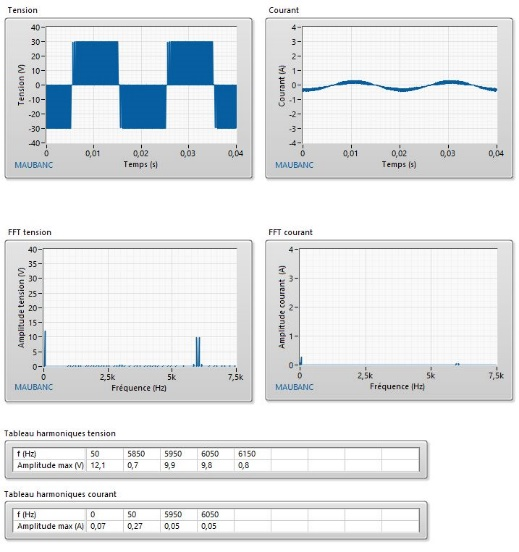 Tension
Courant
40
30
20
10
0
-10
-20
-30
-40
Tension (V)
0
0,01
0,02
0,03
0,04
Temps (s)
MAUBANC
4
3
2
1
0
-1
-2
-3
-4
Courant (A)
0
0,01
0,02
0,03
0,04
Temps (s)
MAUBANC
FFT tension
FFT courant
40
35
30
25
20
15
10
5
0
Amplitude tension (V)
0
2,5k
5k
7,5k
Fréquence (Hz)
MAUBANC
4
3
2
1
0
Amplitude courant (A)
0
2,5k
5k
7,5k
Fréquence (Hz)
MAUBANC
Tableau harmoniques tension
f (Hz) 50 5850 5950 6050 6150
Amplitude max (V) 12,1 0,7 9,9 9,8 0,8
Tableau harmoniques courant
f (Hz) 0 50 5950 6050
Amplitude max (A) 0,07 0,27 0,05 0,05